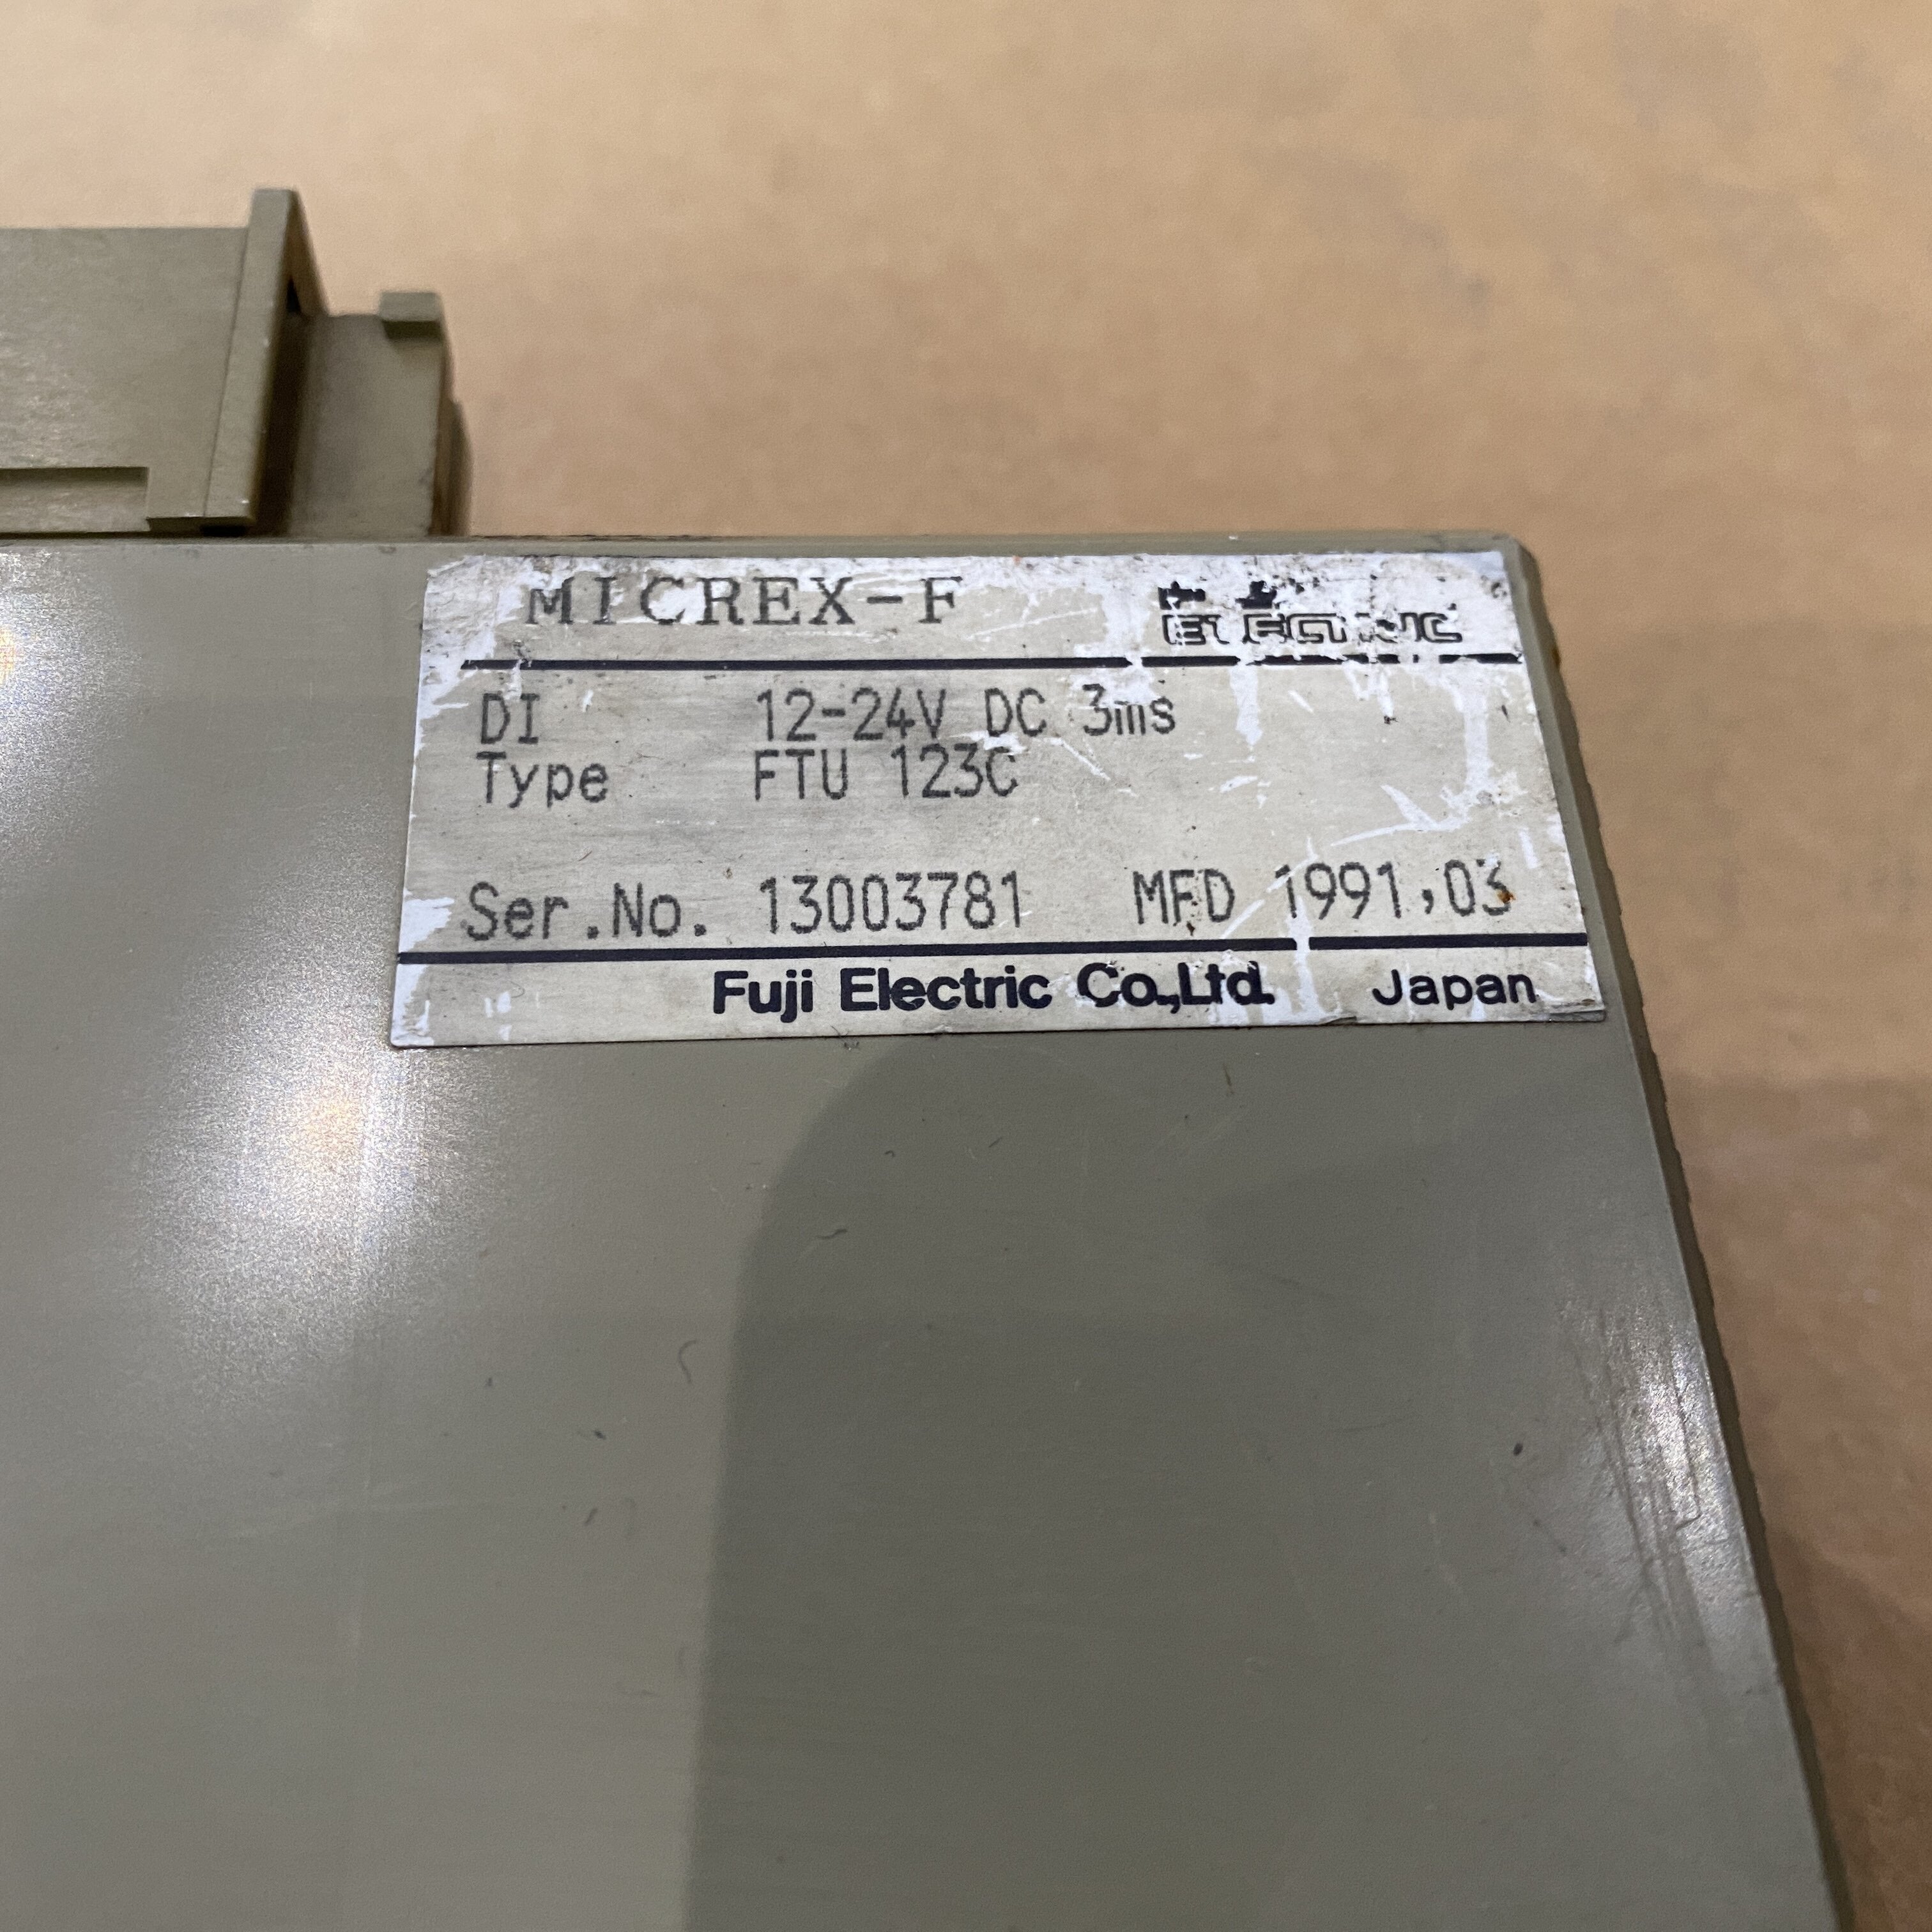 MICREX-F
ELECTRIC
DI 12-24V DC 3ms
Type FTU 123C
Ser.No. 13003781 MFD 1991,03
Fuji Electric Co.,Ltd. Japan